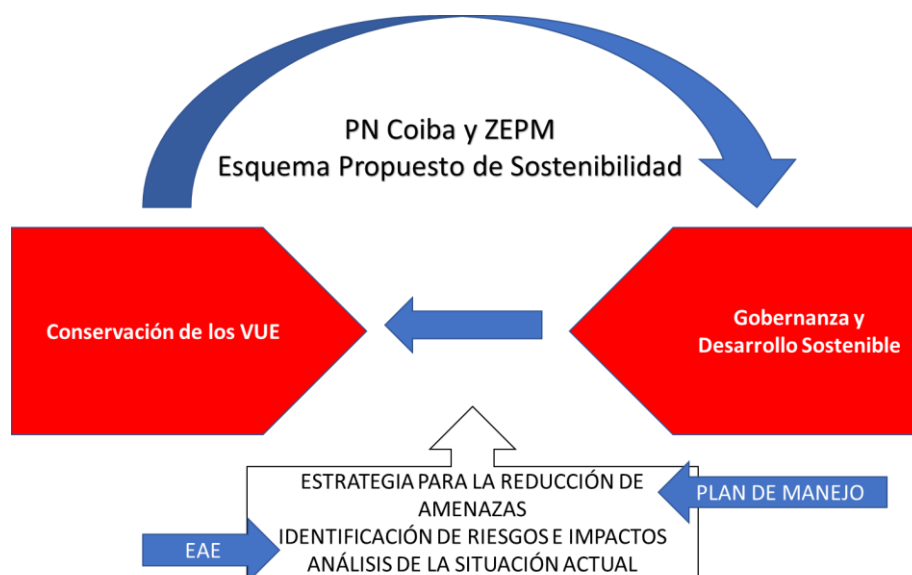 PN Coiba y ZEPM
Esquema Propuesto de Sostenibilidad
Conservación de los VUE
Gobernanza y
Desarrollo Sostenible
ESTRATEGIA PARA LA REDUCCIÓN DE
AMENAZAS
IDENTIFICACIÓN DE RIESGOS E IMPACTOS
ANÁLISIS DE LA SITUACIÓN ACTUAL
PLAN DE MANEJO
EAE